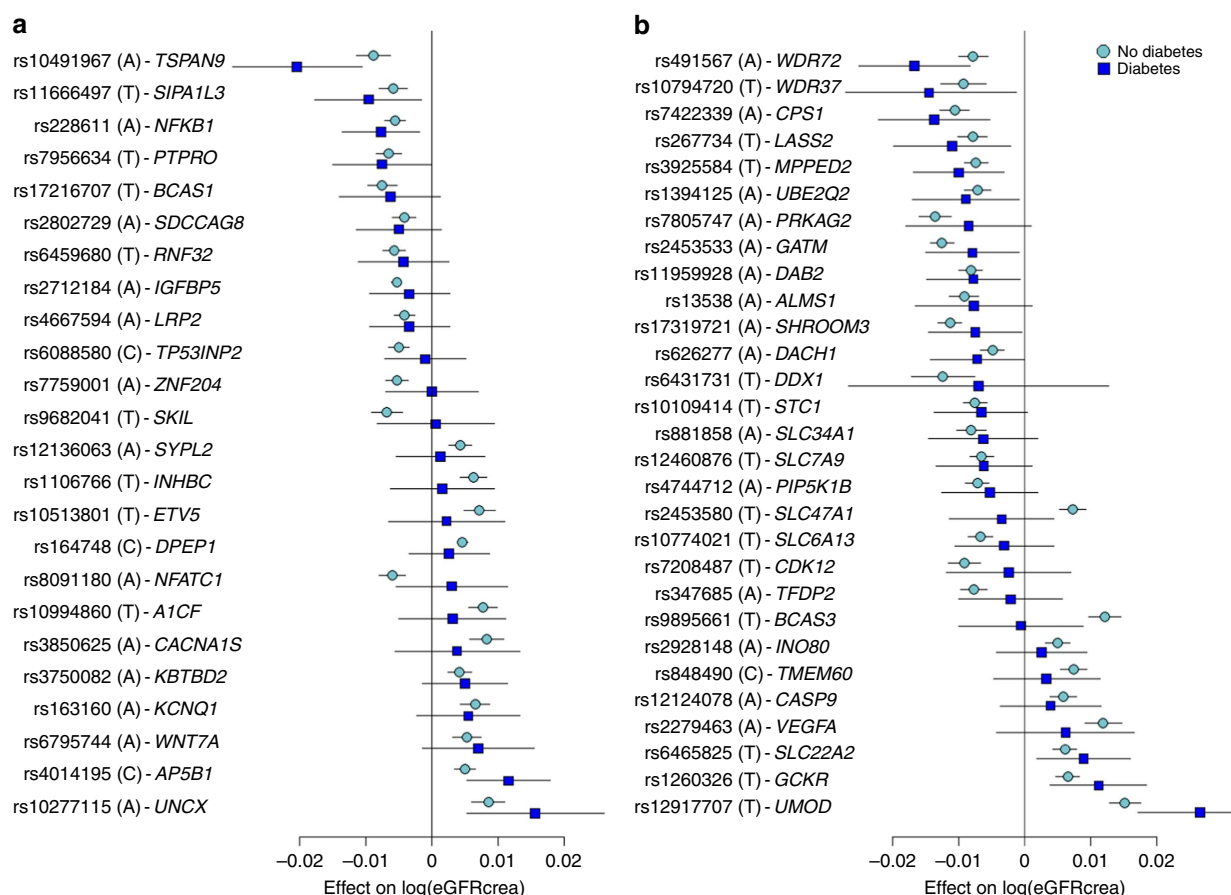 a
rs10491967 (A) - TSPAN9
rs11666497 (T) - SIPA1L3
rs228611 (A) - NFKB1
rs7956634 (T) - PTPRO
rs17216707 (T) - BCAS1
rs2802729 (A) - SDCCAG8
rs6459680 (T) - RNF32
rs2712184 (A) - IGFBP5
rs4667594 (A) - LRP2
rs6088580 (C) - TP53INP2
rs7759001 (A) - ZNF204
rs9682041 (T) - SKIL
rs12136063 (A) - SYPL2
rs1106766 (T) - INHBC
rs10513801 (T) - ETV5
rs164748 (C) - DPEP1
rs8091180 (A) - NFATC1
rs10994860 (T) - A1CF
rs3850625 (A) - CACNA1S
rs3750082 (A) - KBTBD2
rs163160 (A) - KCNQ1
rs6795744 (A) - WNT7A
rs4014195 (C) - AP5B1
rs10277115 (A) - UNCX
−0.02 −0.01 0 0.01 0.02
Effect on log(eGFRcrea)
b
No diabetes
Diabetes
rs491567 (A) - WDR72
rs10794720 (T) - WDR37
rs7422339 (A) - CPS1
rs267734 (T) - LASS2
rs3925584 (T) - MPPED2
rs1394125 (A) - UBE2Q2
rs7805747 (A) - PRKAG2
rs2453533 (A) - GATM
rs11959928 (A) - DAB2
rs13538 (A) - ALMS1
rs17319721 (A) - SHROOM3
rs626277 (A) - DACH1
rs6431731 (T) - DDX1
rs10109414 (T) - STC1
rs881858 (A) - SLC34A1
rs12460876 (T) - SLC7A9
rs4744712 (A) - PIP5K1B
rs2453580 (T) - SLC47A1
rs10774021 (T) - SLC6A13
rs7208487 (T) - CDK12
rs347685 (A) - TFDP2
rs9895661 (T) - BCAS3
rs2928148 (A) - INO80
rs848490 (C) - TMEM60
rs12124078 (A) - CASP9
rs2279463 (A) - VEGFA
rs6465825 (T) - SLC22A2
rs1260326 (T) - GCKR
rs12917707 (T) - UMOD
−0.02 −0.01 0 0.01 0.02
Effect on log(eGFRcrea)